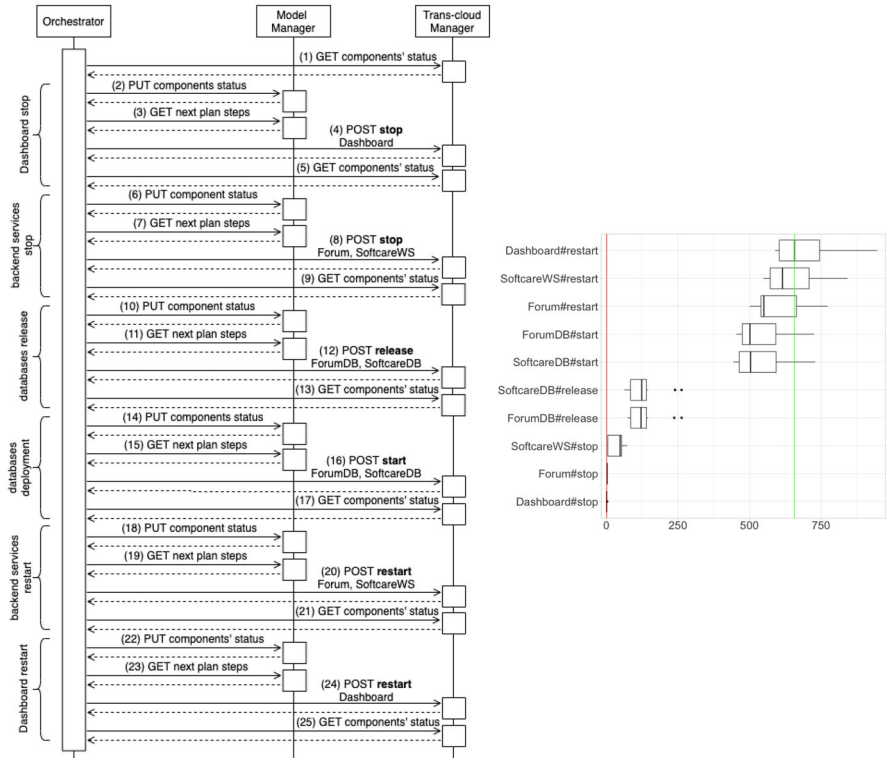 Orchestrator
Model
Manager
Trans-cloud
Manager
(1) GET components' status
Dashboard stop
(2) PUT components status
(3) GET next plan steps
(4) POST stop
Dashboard
(5) GET components' status
backend services
stop
(6) PUT component status
(7) GET next plan steps
(8) POST stop
Forum, SoftcareWS
(9) GET components' status
databases release
(10) PUT component status
(11) GET next plan steps
(12) POST release
ForumDB, SoftcareDB
(13) GET components' status
databases
deployment
(14) PUT component status
(15) GET next plan steps
(16) POST start
ForumDB, SoftcareDB
(17) GET components' status
backend services
restart
(18) PUT component status
(19) GET next plan steps
(20) POST restart
Forum, SoftcareWS
(21) GET components' status
Dashboard restart
(22) PUT components' status
(23) GET next plan steps
(24) POST restart
Dashboard
(25) GET components' status
Dashboard#restart
SoftcareWS#restart
Forum#restart
ForumDB#start
SoftcareDB#start
SoftcareDB#release
ForumDB#release
SoftcareWS#stop
Forum#stop
Dashboard#stop
0 250 500 750